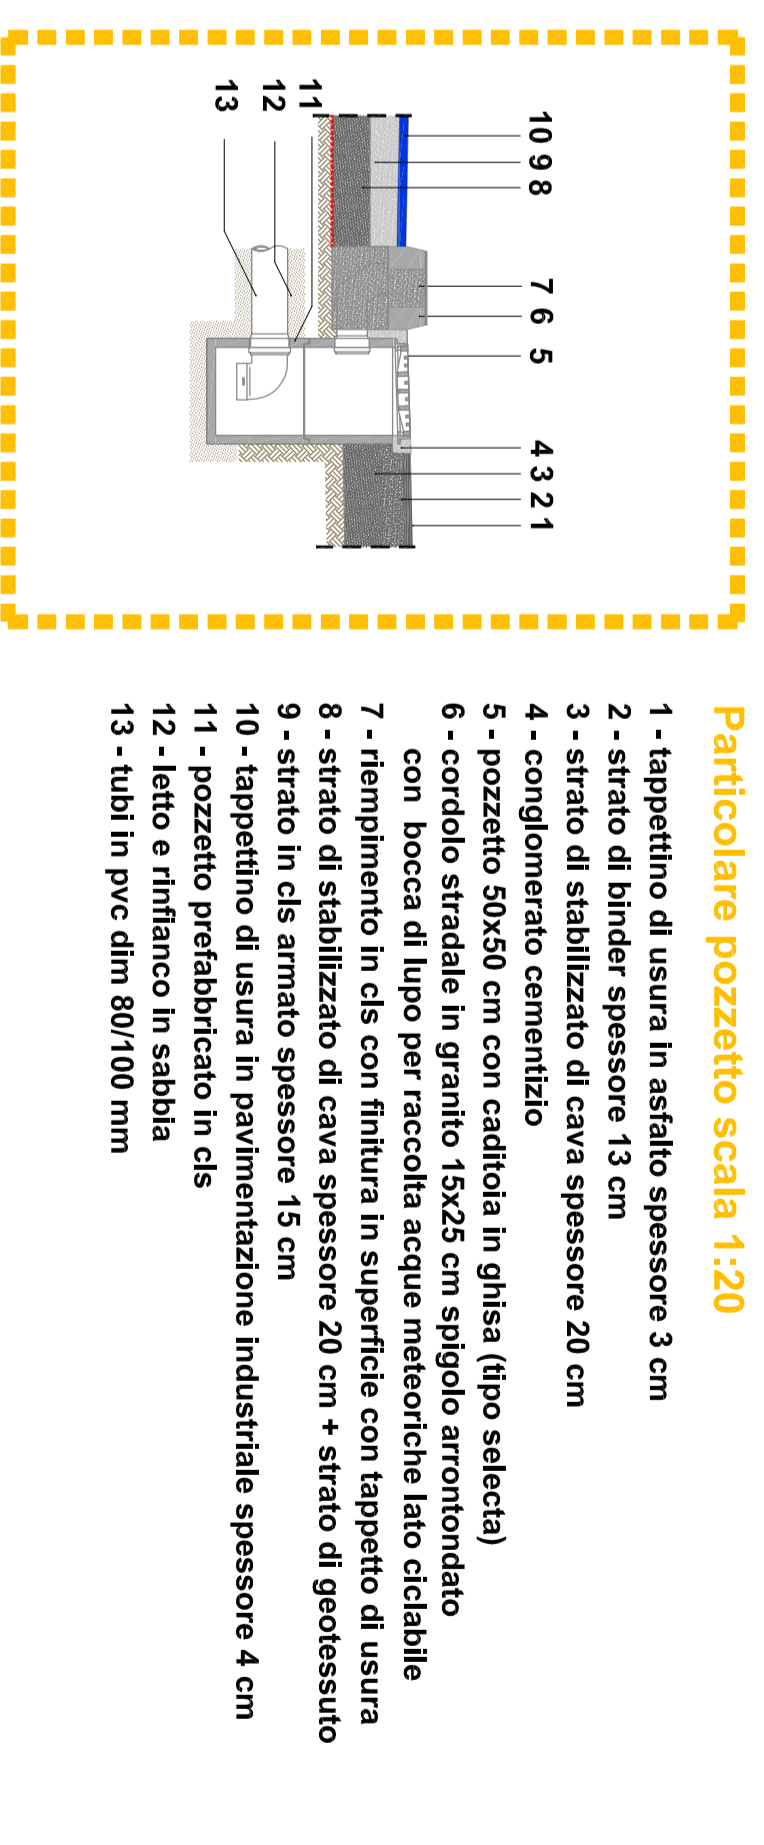 10 9 8 7 6 5 4 3 2 1
11
12
13
Particolare pozzetto scala 1:20
1 - tappettino di usura in asfalto spessore 3 cm
2 - strato di binder spessore 13 cm
3 - strato di stabilizzato di cava spessore 20 cm
4 - conglomerato cementizio
5 - pozzetto 50x50 cm con caditoia in ghisa (tipo selecta)
6 - cordolo stradale in granito 15x25 cm spigolo arrontondato
con bocca di lupo per raccolta acque meteoriche lato ciclabile
7 - riempimento in cls con finitura in superficie con tappetto di usura
8 - strato di stabilizzato di cava spessore 20 cm + strato di geotessuto
9 - strato in cls armato spessore 15 cm
10 - tappettino di usura in pavimentazione industriale spessore 4 cm
11 - pozzetto prefabbricato in cls
12 - letto e rinfianco in sabbia
13 - tubi in pvc dim 80/100 mm